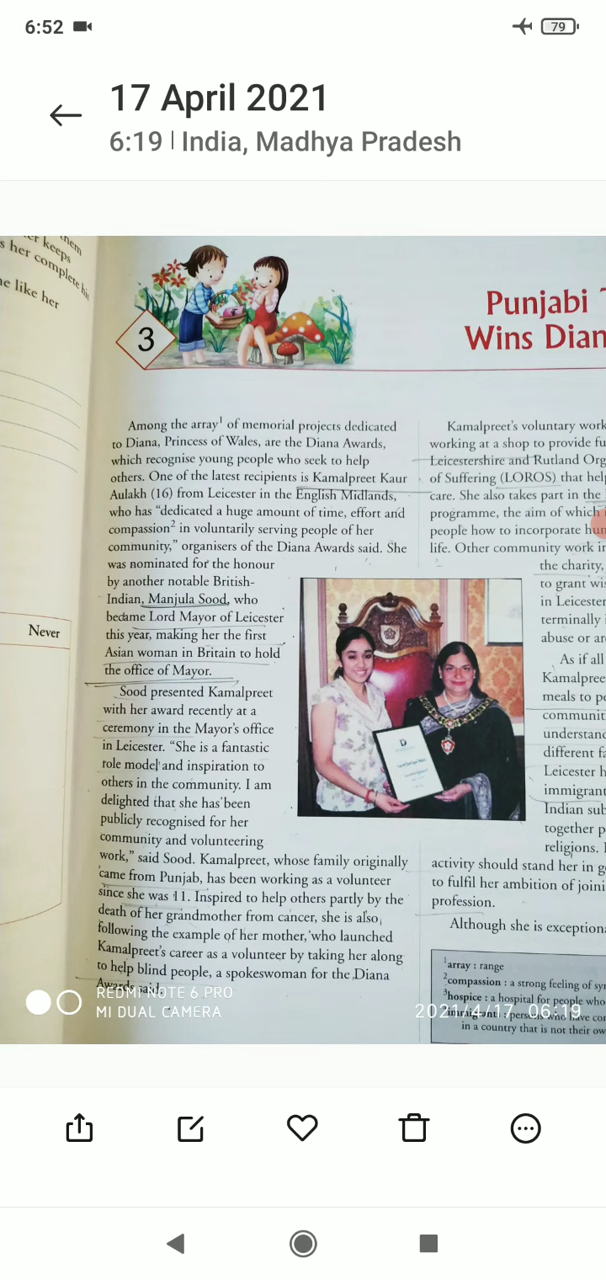 6:52
79
17 April 2021
6:19 | India, Madhya Pradesh
her keeps
them
s her complete
ne like her
Never
3
Punjabi
Wins Dian
Among the array¹ of memorial projects dedicated
to Diana, Princess of Wales, are the Diana Awards,
which recognise young people who seek to help
others. One of the latest recipients is Kamalpreet Kaur
Aulakh (16) from Leicester in the English Midlands,
who has "dedicated a huge amount of time, effort and
compassion² in voluntarily serving people of her
community," organisers of the Diana Awards said. She
was nominated for the honour
by another notable British-
Indian, Manjula Sood, who
became Lord Mayor of Leicester
this year, making her the first
Asian woman in Britain to hold
the office of Mayor.
Sood presented Kamalpreet
with her award recently at a
ceremony in the Mayor's office
in Leicester. "She is a fantastic
role model and inspiration to
others in the community. I am
delighted that she has been
publicly recognised for her
community and volunteering
work," said Sood. Kamalpreet, whose family originally
came from Punjab, has been working as a volunteer
since she was 11. Inspired to help others partly by the
death of her grandmother from cancer, she is also
following the example of her mother, who launched
Kamalpreet's career as a volunteer by taking her along
to help blind people, a spokeswoman for the Diana
Awards said.
Kamalpreet's voluntary work
working at a shop to provide fu
Leicestershire and Rutland Org
of Suffering (LOROS) that help
care. She also takes part in the
programme, the aim of which i
people how to incorporate hum
life. Other community work in
the charity,
to grant wis
in Leicester
terminally i
abuse or ar
As if all
Kamalpree
meals to pe
communit
understand
different fa
Leicester h
immigrant
Indian sub
together p
religions. I
activity should stand her in g
to fulfil her ambition of joini
profession.
Although she is exceptiona
¹array : range
²compassion : a strong feeling of sy
³hospice : a hospital for people who
immigrant : persons who have co
in a country that is not their ow
REDMI NOTE 6 PRO
MI DUAL CAMERA
2021/4/17 06:19